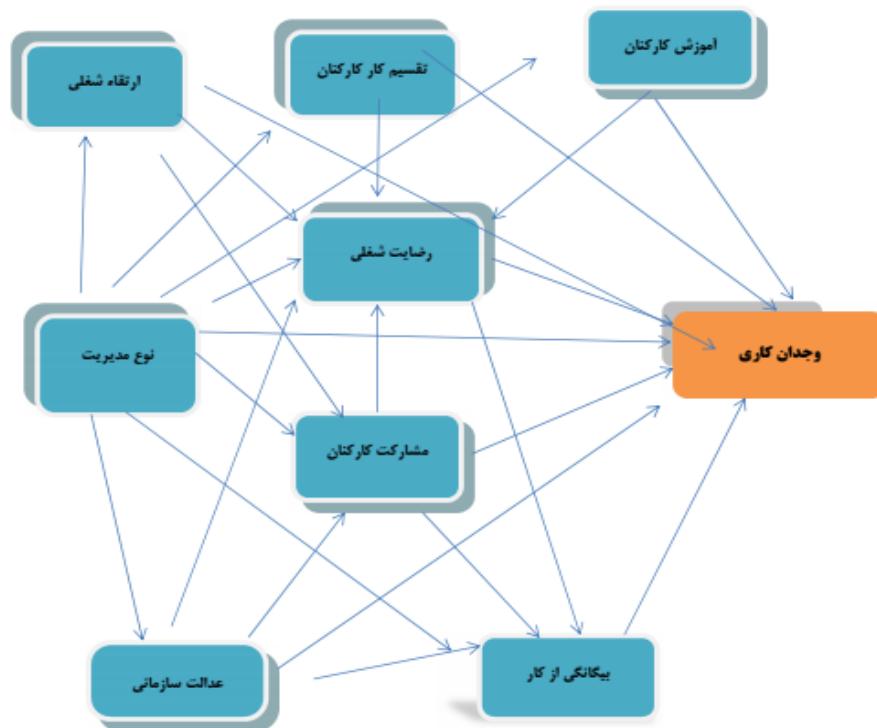 آموزش کارکنان
تقسیم کار کارکنان
ارتقاء شغلی
رضایت شغلی
وجدان کاری
نوع مدیریت
مشارکت کارکنان
بیگانگی از کار
عدالت سازمانی